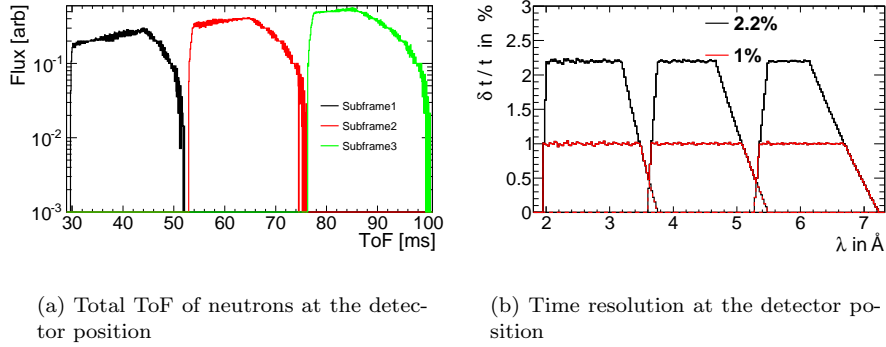 Flux [arb]
10⁻¹
10⁻²
10⁻³
Subframe1
Subframe2
Subframe3
30 40 50 60 70 80 90 100
ToF [ms]
δt / t in %
3
2.5
2
1.5
1
0.5
0
2.2%
1%
2 3 4 5 6 7
λ in Å
(a) Total ToF of neutrons at the detec-
tor position
(b) Time resolution at the detector po-
sition